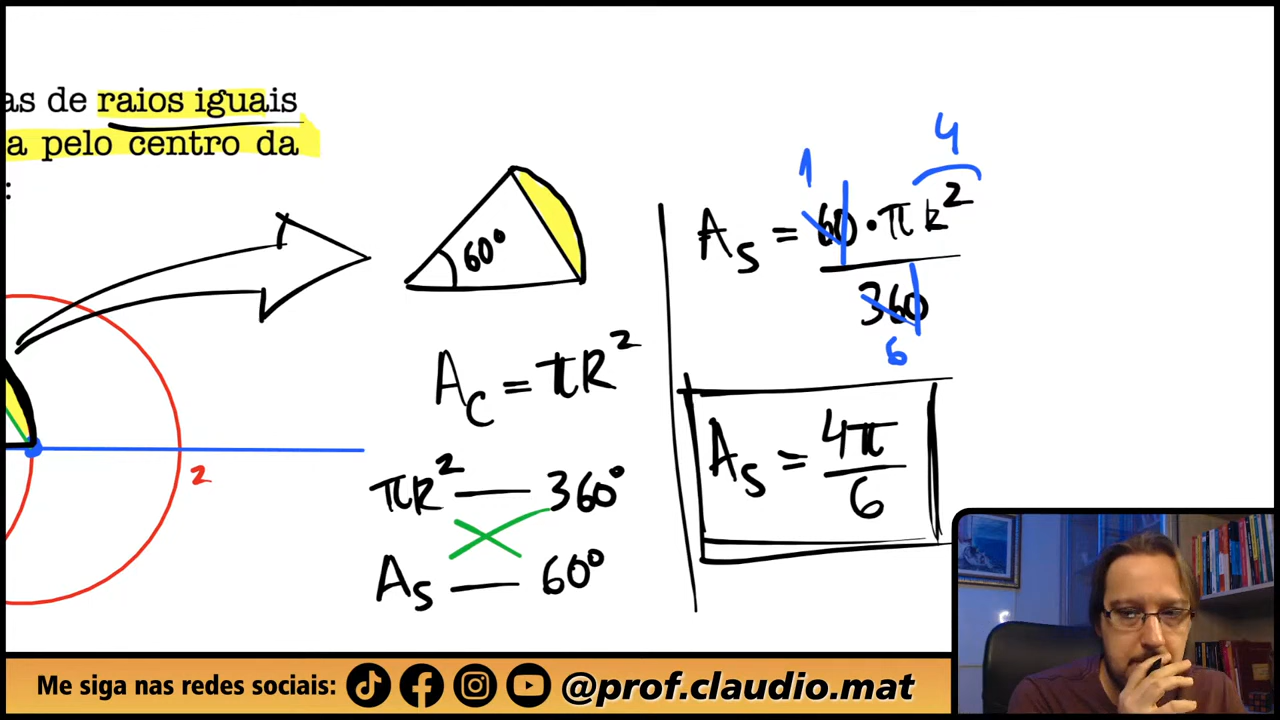 as de raios iguais
a pelo centro da
:
60°
2
A_C = πR²
πR² — 360°
A_S — 60°
1
4
A_S = 60 · πR²
360
6
A_S = 4π
6
Me siga nas redes sociais: @prof.claudio.mat